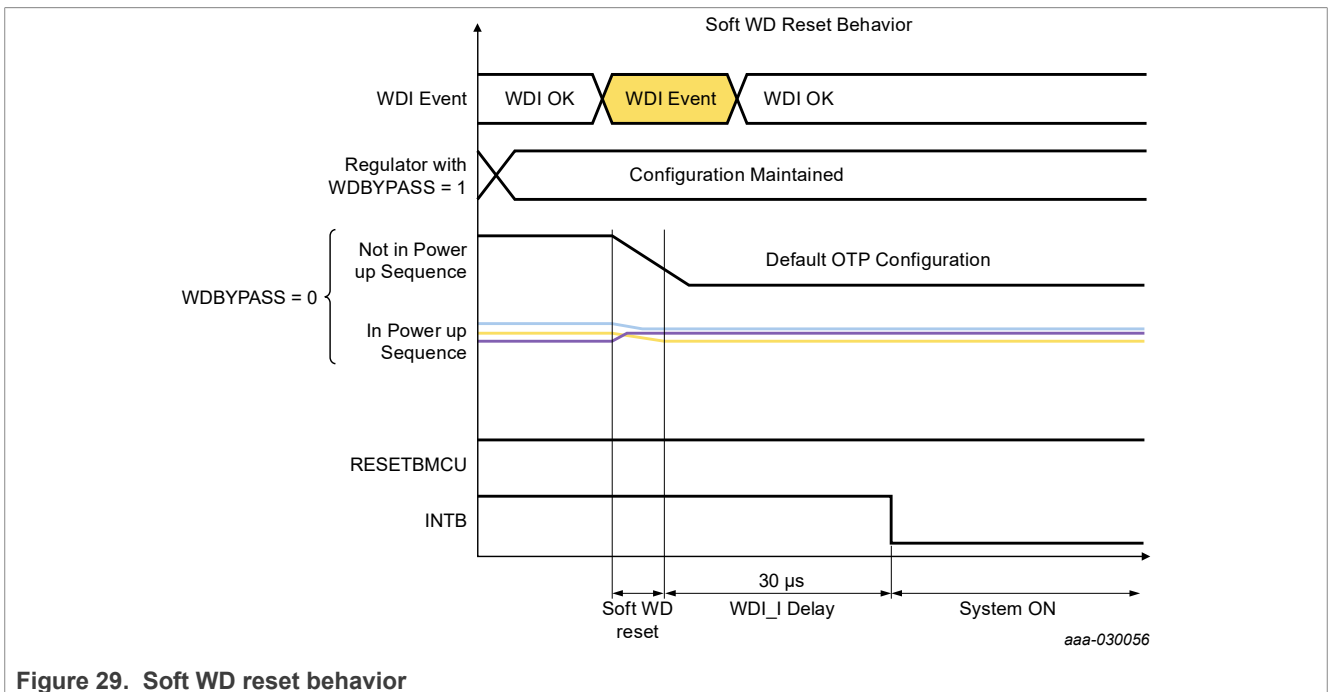 Soft WD Reset Behavior
WDI Event
WDI OK
WDI Event
WDI OK
Regulator with
WDBYPASS = 1
Configuration Maintained
WDBYPASS = 0
Not in Power
up Sequence
Default OTP Configuration
In Power up
Sequence
RESETBMCU
INTB
30 µs
Soft WD
reset
WDI_I Delay
System ON
aaa-030056
Figure 29. Soft WD reset behavior